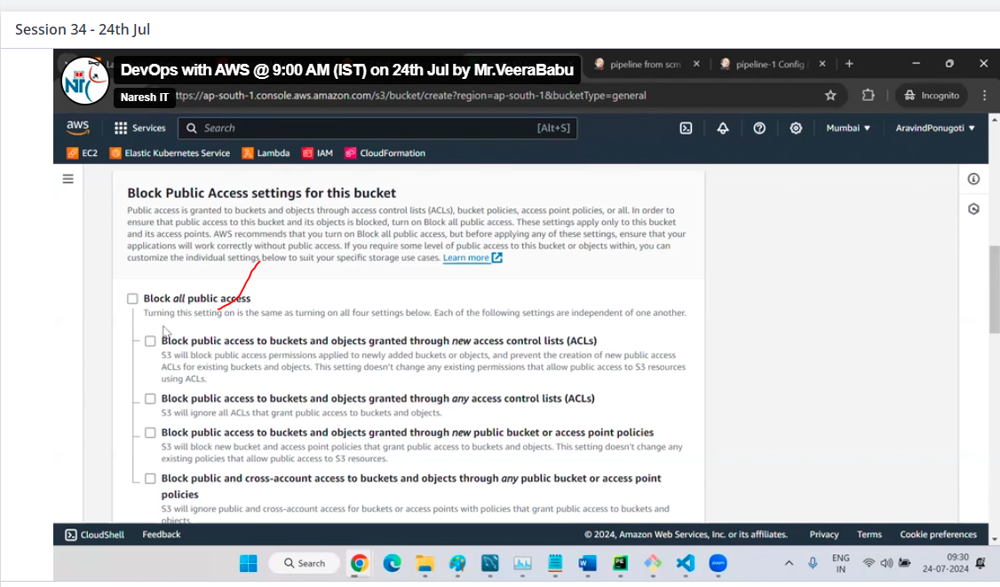 Session 34 - 24th Jul
DevOps with AWS @ 9:00 AM (IST) on 24th Jul by Mr.VeeraBabu
pipeline from scm
pipeline-1 Config
Naresh IT
ttps://ap-south-1.console.aws.amazon.com/s3/bucket/create?region=ap-south-1&bucketType=general
Incognito
aws
Services
Search
[Alt+S]
Mumbai
AravindPonugoti
EC2
Elastic Kubernetes Service
Lambda
IAM
CloudFormation
Block Public Access settings for this bucket
Public access is granted to buckets and objects through access control lists (ACLs), bucket policies, access point policies, or all. In order to
ensure that public access to this bucket and its objects is blocked, turn on Block all public access. These settings apply only to this bucket
and its access points. AWS recommends that you turn on Block all public access, but before applying any of these settings, ensure that your
applications will work correctly without public access. If you require some level of public access to this bucket or objects within, you can
customize the individual settings below to suit your specific storage use cases. Learn more
Block all public access
Turning this setting on is the same as turning on all four settings below. Each of the following settings are independent of one another.
Block public access to buckets and objects granted through new access control lists (ACLs)
S3 will block public access permissions applied to newly added buckets or objects, and prevent the creation of new public access
ACLs for existing buckets and objects. This setting doesn't change any existing permissions that allow public access to S3 resources
using ACLs.
Block public access to buckets and objects granted through any access control lists (ACLs)
S3 will ignore all ACLs that grant public access to buckets and objects.
Block public access to buckets and objects granted through new public bucket or access point policies
S3 will block new bucket and access point policies that grant public access to buckets and objects. This setting doesn't change any
existing policies that allow public access to S3 resources.
Block public and cross-account access to buckets and objects through any public bucket or access point
policies
S3 will ignore public and cross-account access for buckets or access points with policies that grant public access to buckets and
objects.
CloudShell
Feedback
© 2024, Amazon Web Services, Inc. or its affiliates.
Privacy
Terms
Cookie preferences
Search
ENG
IN
09:30
24-07-2024